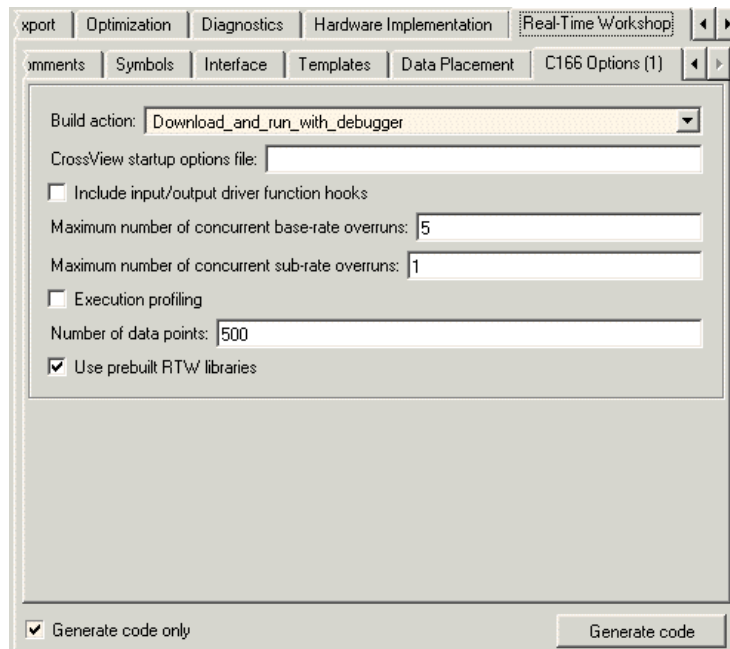 xport Optimization Diagnostics Hardware Implementation Real-Time Workshop
omments Symbols Interface Templates Data Placement C166 Options (1)
Build action: Download_and_run_with_debugger
CrossView startup options file:
Include input/output driver function hooks
Maximum number of concurrent base-rate overruns: 5
Maximum number of concurrent sub-rate overruns: 1
Execution profiling
Number of data points: 500
Use prebuilt RTW libraries
Generate code only Generate code